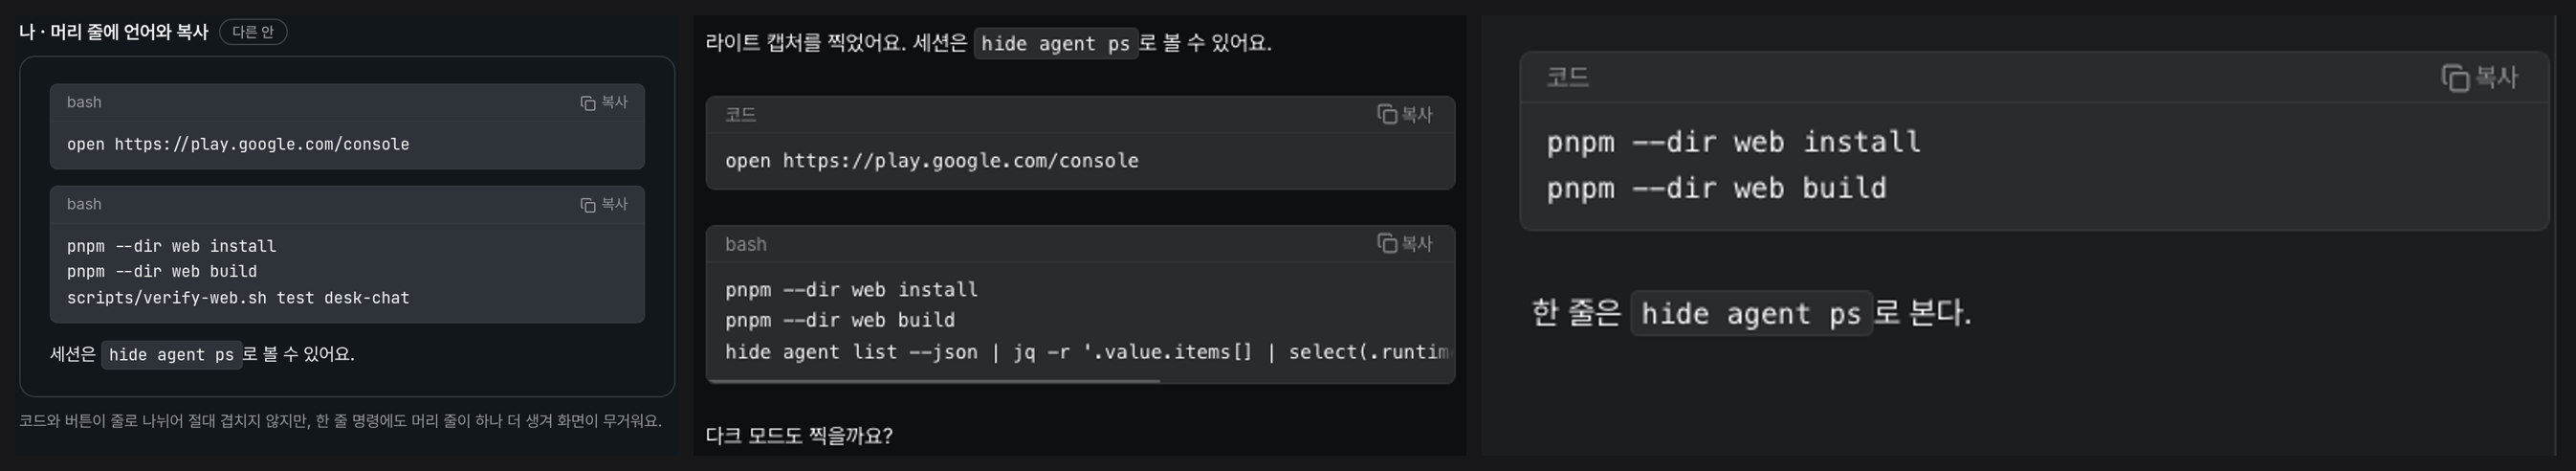 나 · 머리 줄에 언어와 복사 다른 안
bash 복사
open https://play.google.com/console
bash 복사
pnpm --dir web install
pnpm --dir web build
scripts/verify-web.sh test desk-chat
세션은 hide agent ps로 볼 수 있어요.
코드와 버튼이 줄로 나뉘어 절대 겹치지 않지만, 한 줄 명령에도 머리 줄이 하나 더 생겨 화면이 무거워요.
라이트 캡처를 찍었어요. 세션은 hide agent ps로 볼 수 있어요.
코드 복사
open https://play.google.com/console
bash 복사
pnpm --dir web install
pnpm --dir web build
hide agent list --json | jq -r '.value.items[] | select(.runtim
다크 모드도 찍을까요?
코드 복사
pnpm --dir web install
pnpm --dir web build
한 줄은 hide agent ps로 본다.